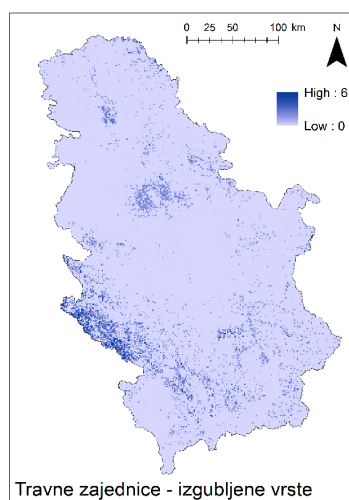 0 25 50 100 km
N
High : 6
Low : 0
Travne zajednice - izgubljene vrste